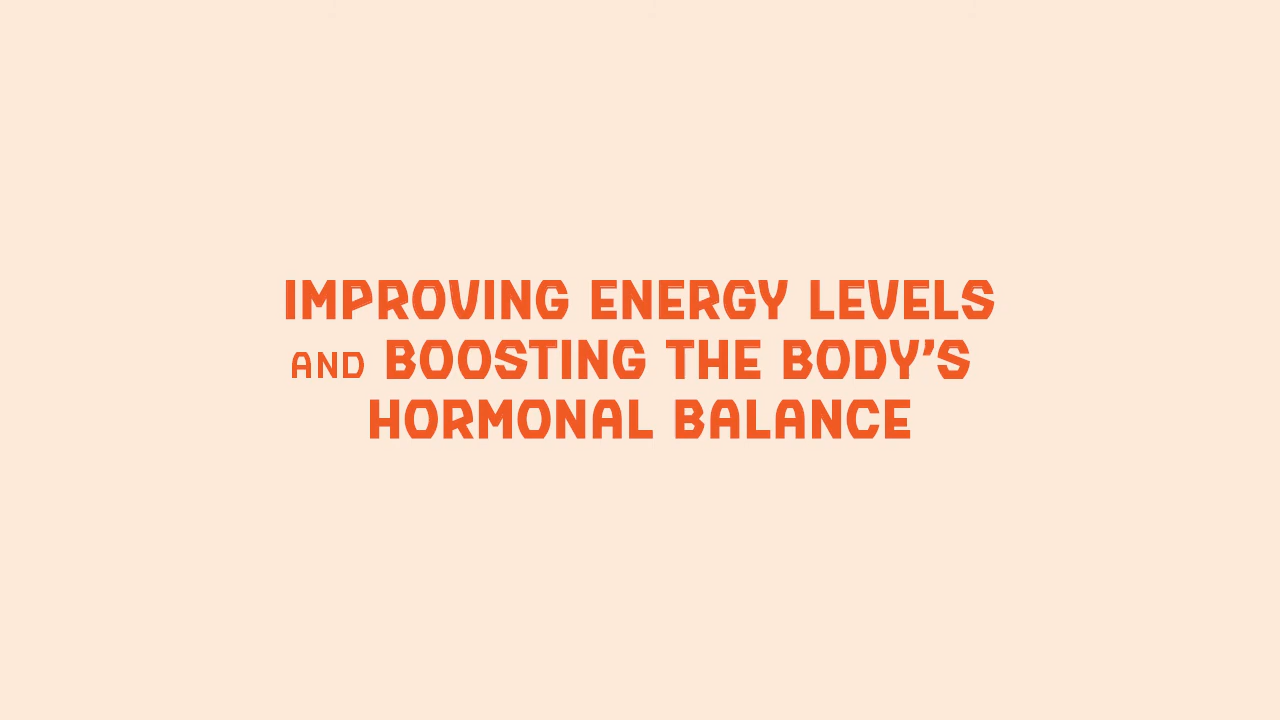 IMPROVING ENERGY LEVELS
AND BOOSTING THE BODY’S
HORMONAL BALANCE